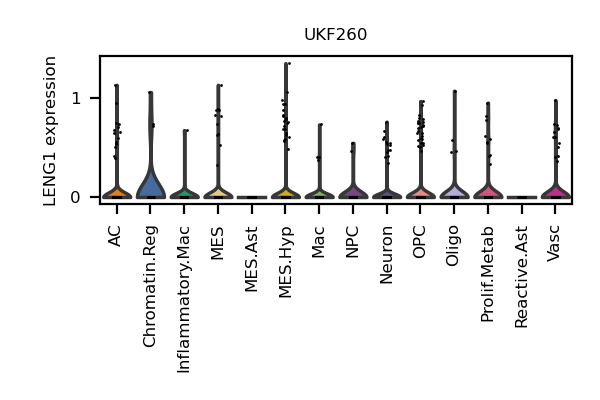 UKF260
LENG1 expression
1
0
AC
Chromatin.Reg
Inflammatory.Mac
MES
MES.Ast
MES.Hyp
Mac
NPC
Neuron
OPC
Oligo
Prolif.Metab
Reactive.Ast
Vasc